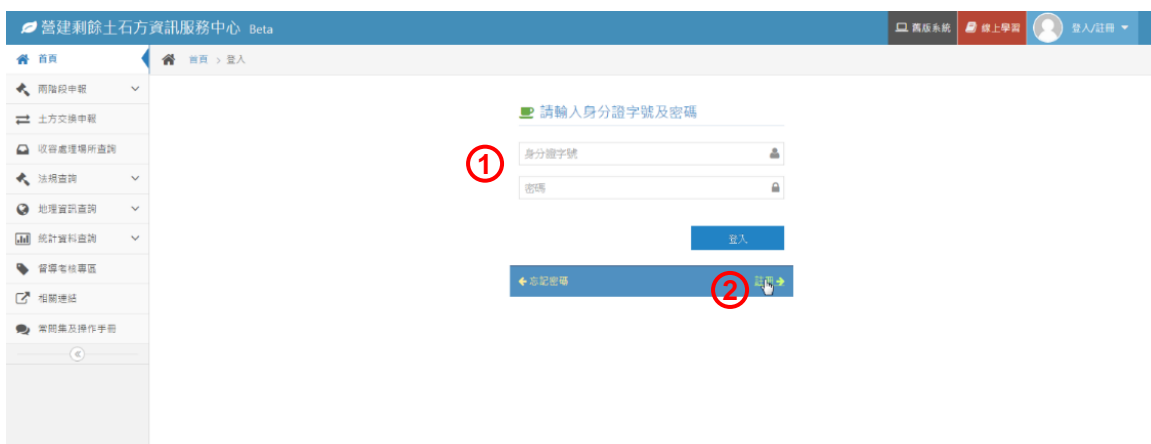 營建剩餘土石方資訊服務中心 Beta
舊版系統
線上學習
登入/註冊
首頁
首頁 > 登入
兩階段申報
土方交換申報
收容處理場所查詢
法規查詢
地理資訊查詢
統計資料查詢
督導考核專區
相關連結
常問集及操作手冊
請輸入身分證字號及密碼
①
身分證字號
密碼
登入
忘記密碼
② 註冊